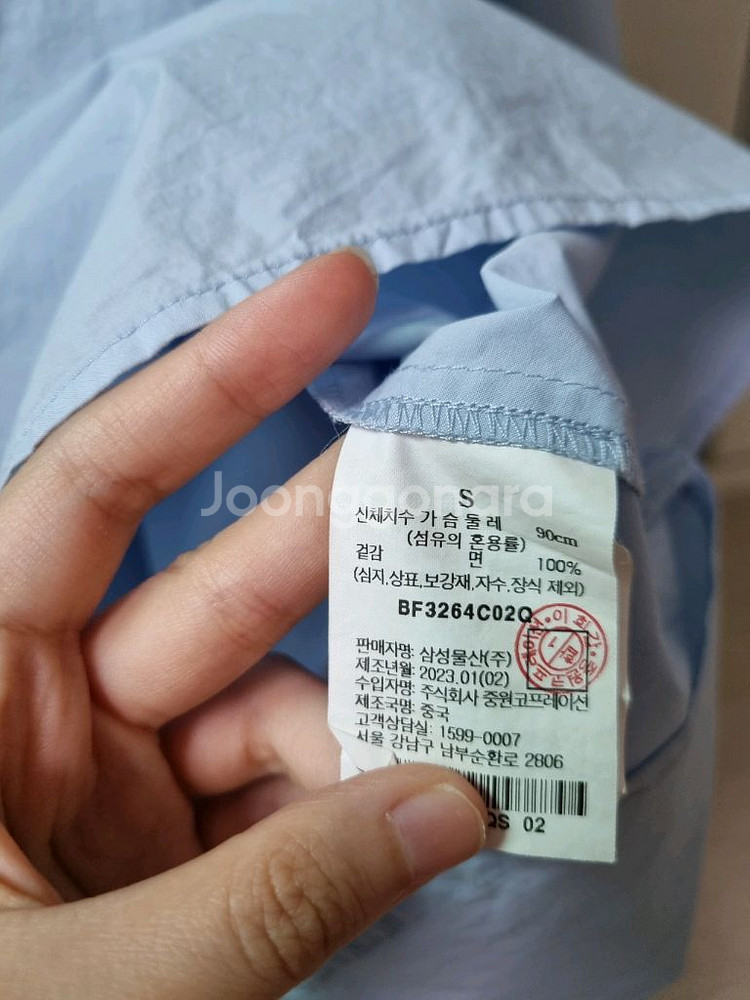 Joonggonara
S
신체치수 가슴둘레 90cm
(섬유의 혼용률)
겉감 면 100%
(심지,상표,보강재,자수,장식 제외)
BF3264C02Q
판매자명: 삼성물산(주)
제조년월: 2023.01(02)
수입자명: 주식회사 중원코프레이션
제조국명: 중국
고객상담실: 1599-0007
서울 강남구 남부순환로 2806
QS 02